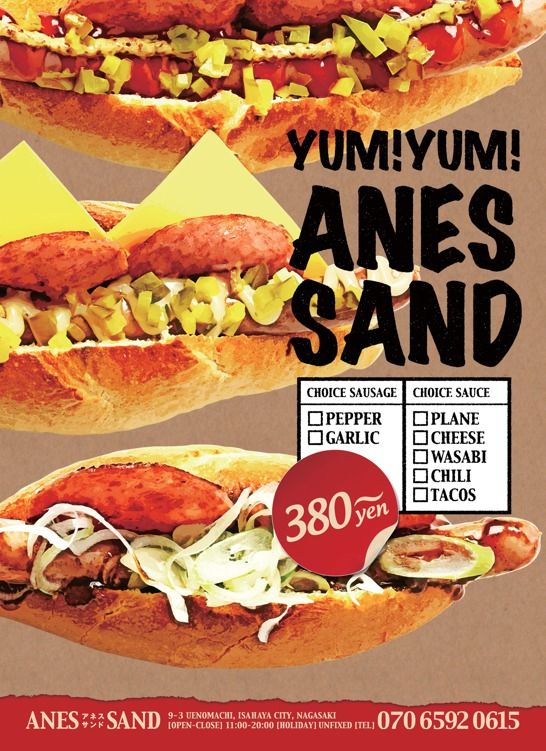 YUM!YUM!
ANES
SAND
CHOICE SAUSAGE
PEPPER
GARLIC
CHOICE SAUCE
PLANE
CHEESE
WASABI
CHILI
TACOS
380~yen
ANES アネスサンド SAND
9-3 UENOMACHI, ISAHAYA CITY, NAGASAKI
[OPEN-CLOSE] 11:00-20:00 [HOLIDAY] UNFIXED [TEL] 070 6592 0615